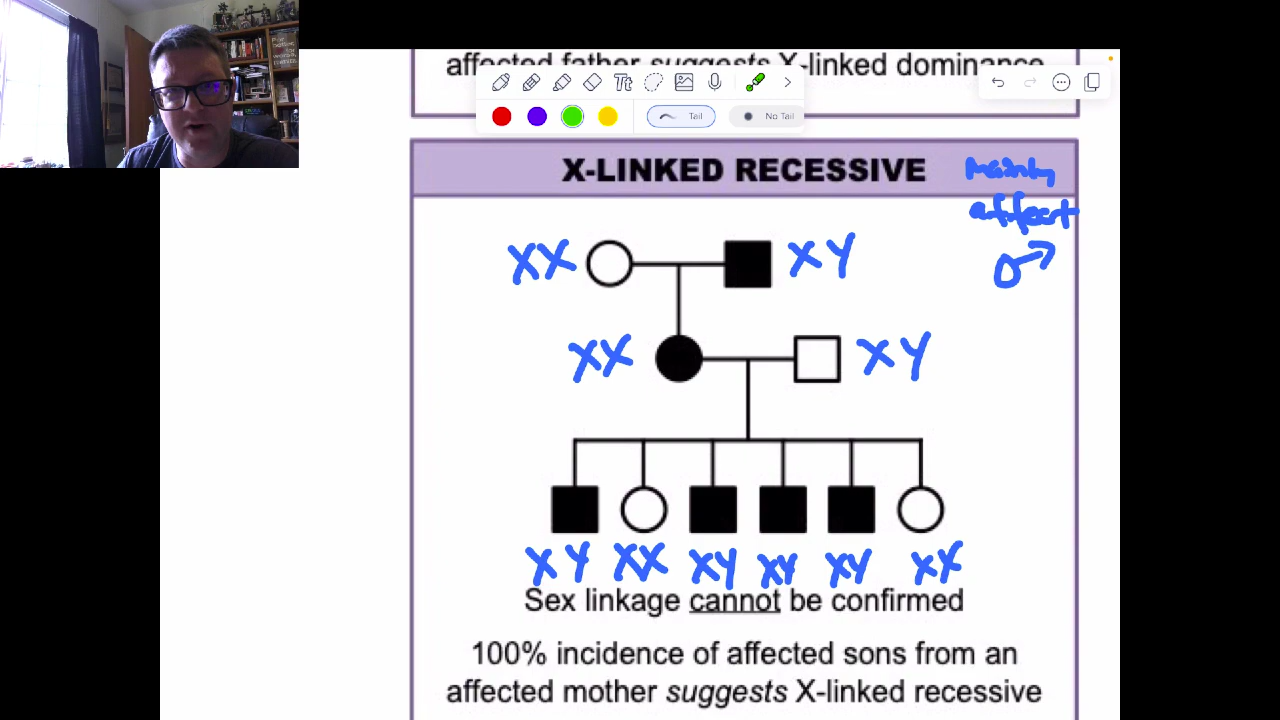 affected father suggests X-linked dominance
Tt
Tail
No Tail
X-LINKED RECESSIVE
mainly
affect
XX
XY
XX
XY
XY XX XY XY XY XX
Sex linkage cannot be confirmed
100% incidence of affected sons from an
affected mother suggests X-linked recessive